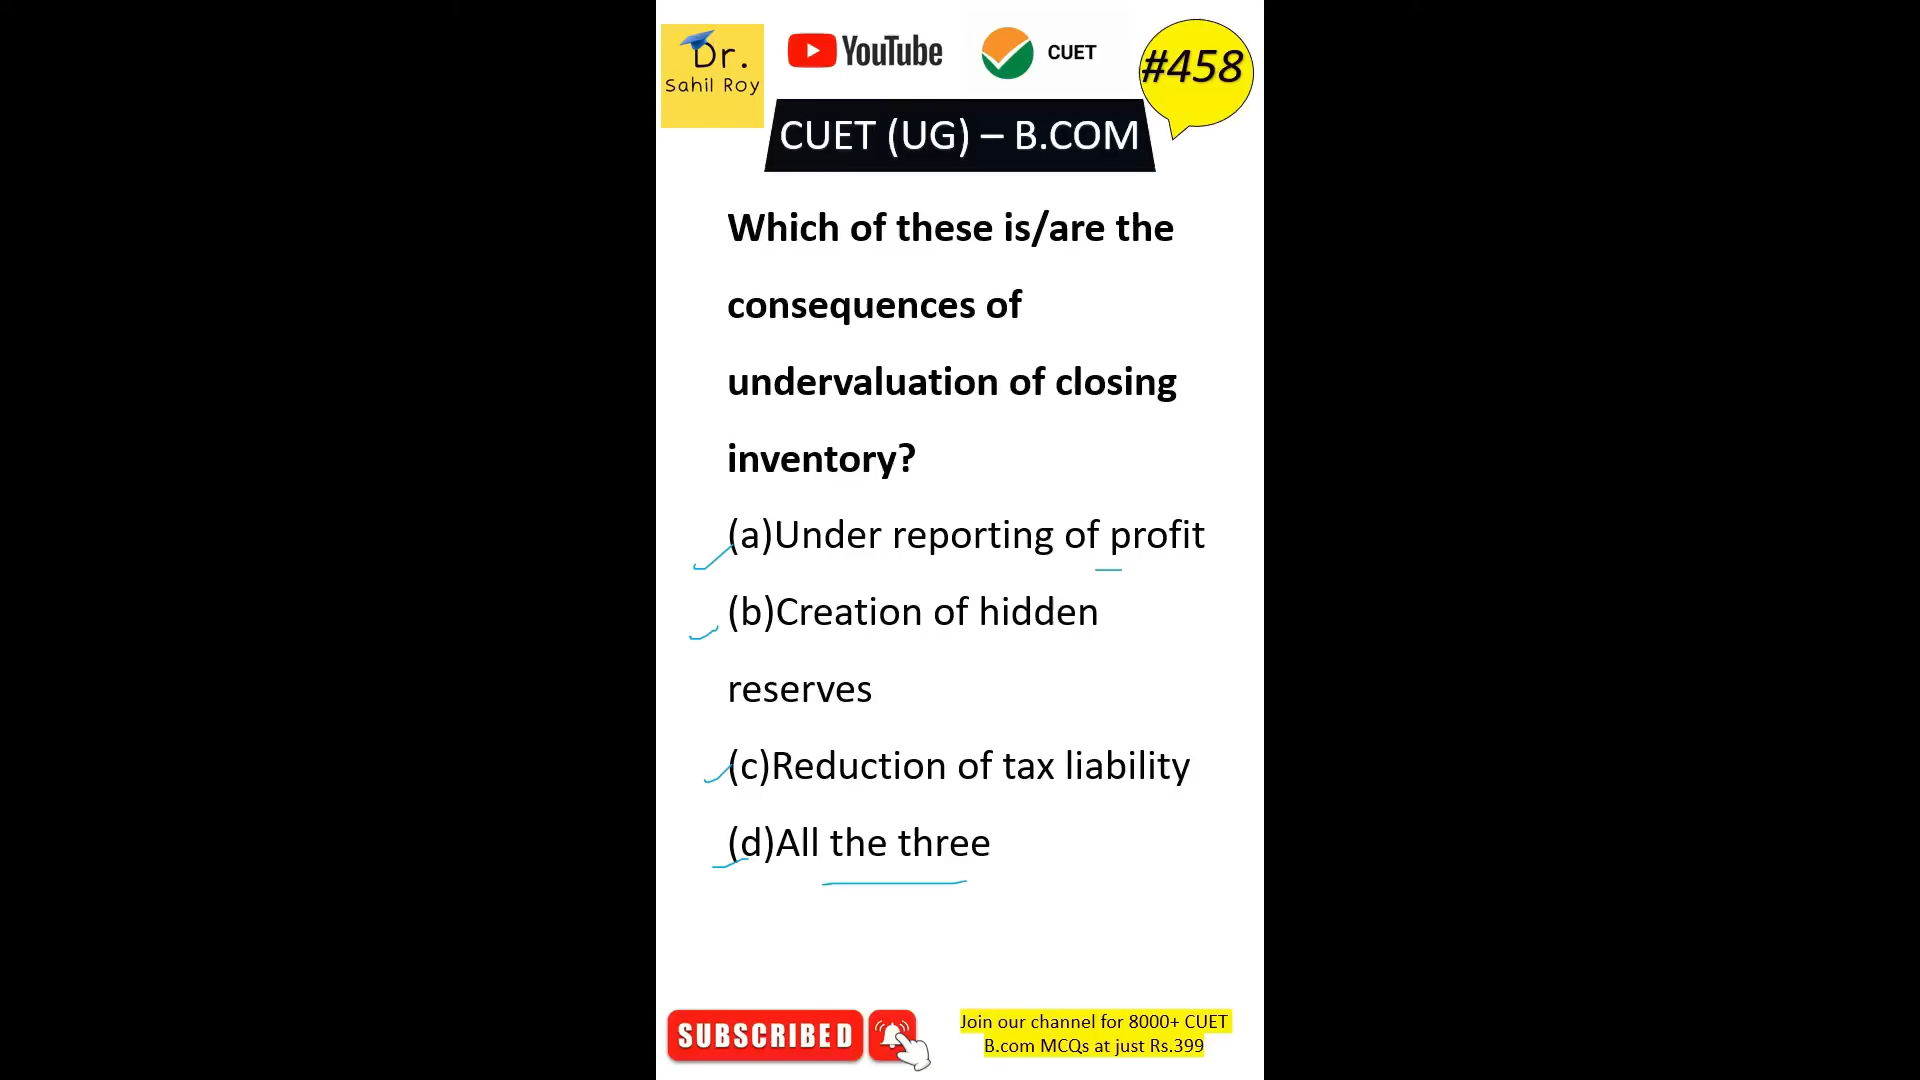 Dr.
Sahil Roy
YouTube
CUET
#458
CUET (UG) – B.COM
Which of these is/are the
consequences of
undervaluation of closing
inventory?
(a)Under reporting of profit
(b)Creation of hidden
reserves
(c)Reduction of tax liability
(d)All the three
SUBSCRIBED
Join our channel for 8000+ CUET
B.com MCQs at just Rs.399